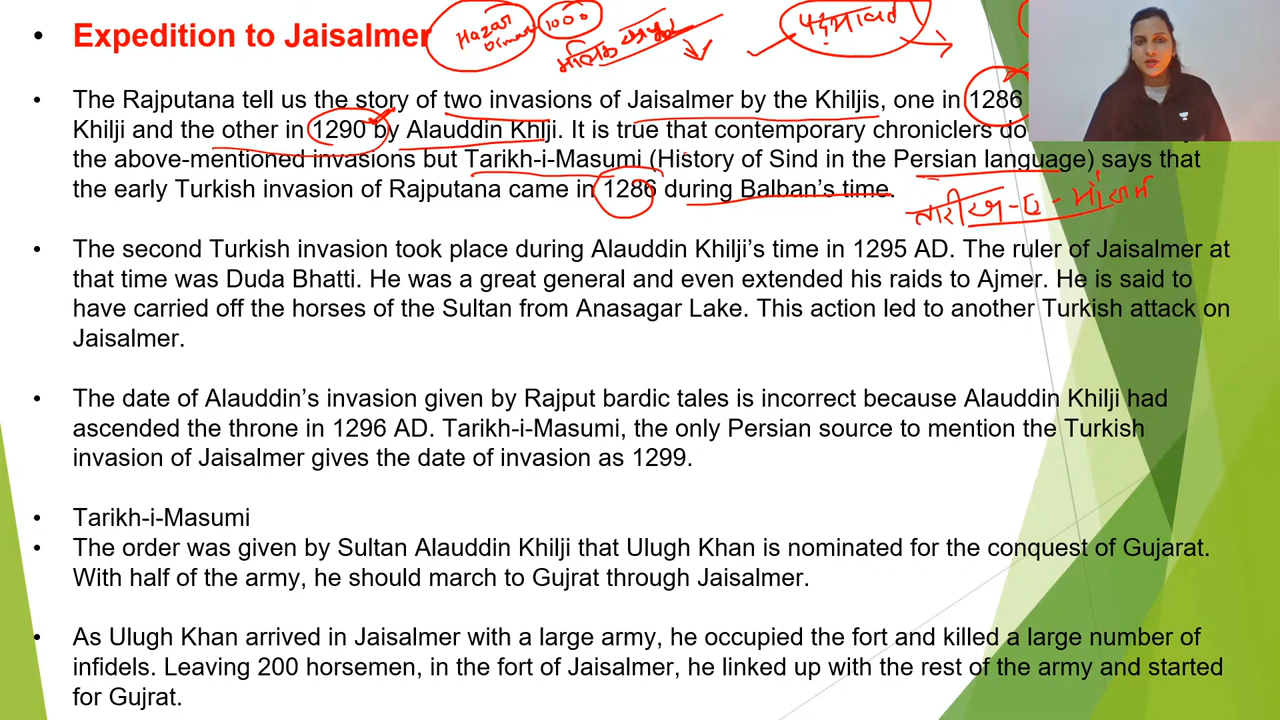 Expedition to Jaisalmer
Hazar
Dinar
1000
मलिक काफूर
पद्मावत
The Rajputana tell us the story of two invasions of Jaisalmer by the Khiljis, one in 1286
Khilji and the other in 1290 by Alauddin Khlji. It is true that contemporary chroniclers do
the above-mentioned invasions but Tarikh-i-Masumi (History of Sind in the Persian language) says that
the early Turkish invasion of Rajputana came in 1286 during Balban's time.
तारीख-ए-
The second Turkish invasion took place during Alauddin Khilji's time in 1295 AD. The ruler of Jaisalmer at
that time was Duda Bhatti. He was a great general and even extended his raids to Ajmer. He is said to
have carried off the horses of the Sultan from Anasagar Lake. This action led to another Turkish attack on
Jaisalmer.
The date of Alauddin's invasion given by Rajput bardic tales is incorrect because Alauddin Khilji had
ascended the throne in 1296 AD. Tarikh-i-Masumi, the only Persian source to mention the Turkish
invasion of Jaisalmer gives the date of invasion as 1299.
Tarikh-i-Masumi
The order was given by Sultan Alauddin Khilji that Ulugh Khan is nominated for the conquest of Gujarat.
With half of the army, he should march to Gujrat through Jaisalmer.
As Ulugh Khan arrived in Jaisalmer with a large army, he occupied the fort and killed a large number of
infidels. Leaving 200 horsemen, in the fort of Jaisalmer, he linked up with the rest of the army and started
for Gujrat.